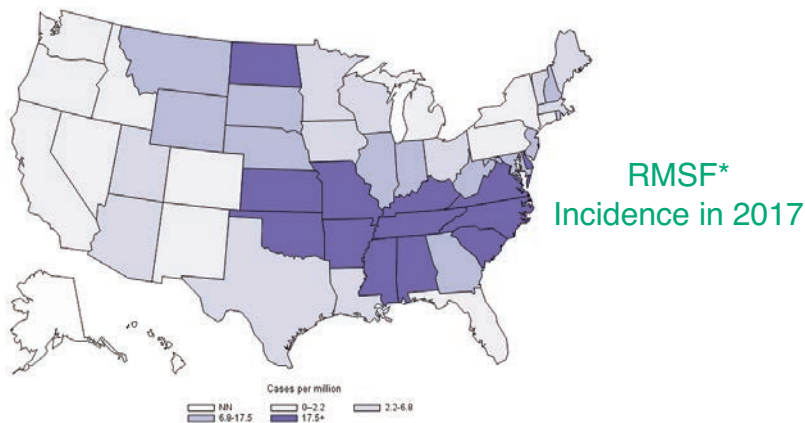 RMSF*
Incidence in 2017
Cases per million
NN 0–2.2 2.2-6.8
6.8-17.5 17.5+